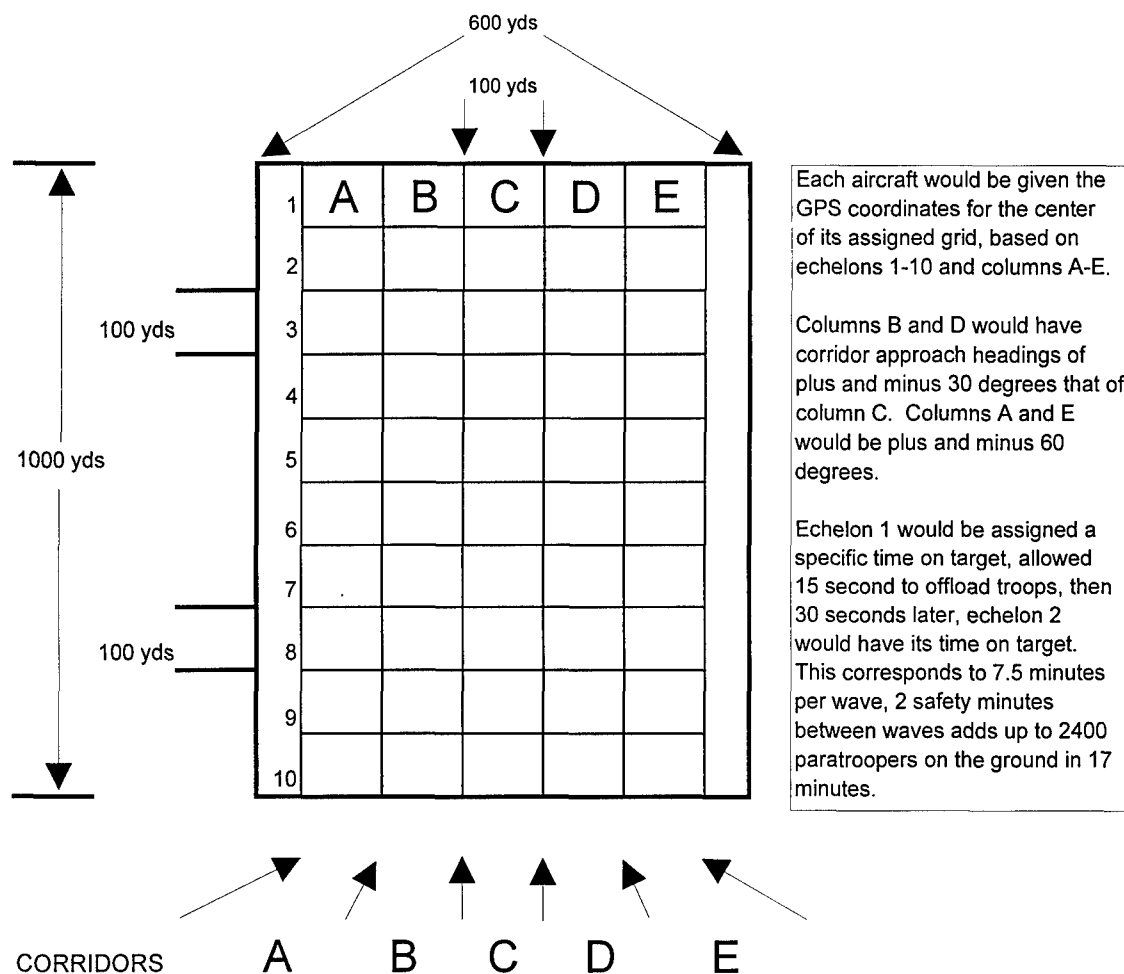 600 yds
100 yds
A B C D E
1
2
3
4
5
6
7
8
9
10
100 yds
1000 yds
100 yds
Each aircraft would be given the
GPS coordinates for the center
of its assigned grid, based on
echelons 1-10 and columns A-E.
Columns B and D would have
corridor approach headings of
plus and minus 30 degrees that of
column C. Columns A and E
would be plus and minus 60
degrees.
Echelon 1 would be assigned a
specific time on target, allowed
15 second to offload troops, then
30 seconds later, echelon 2
would have its time on target.
This corresponds to 7.5 minutes
per wave, 2 safety minutes
between waves adds up to 2400
paratroopers on the ground in 17
minutes.
CORRIDORS A B C D E